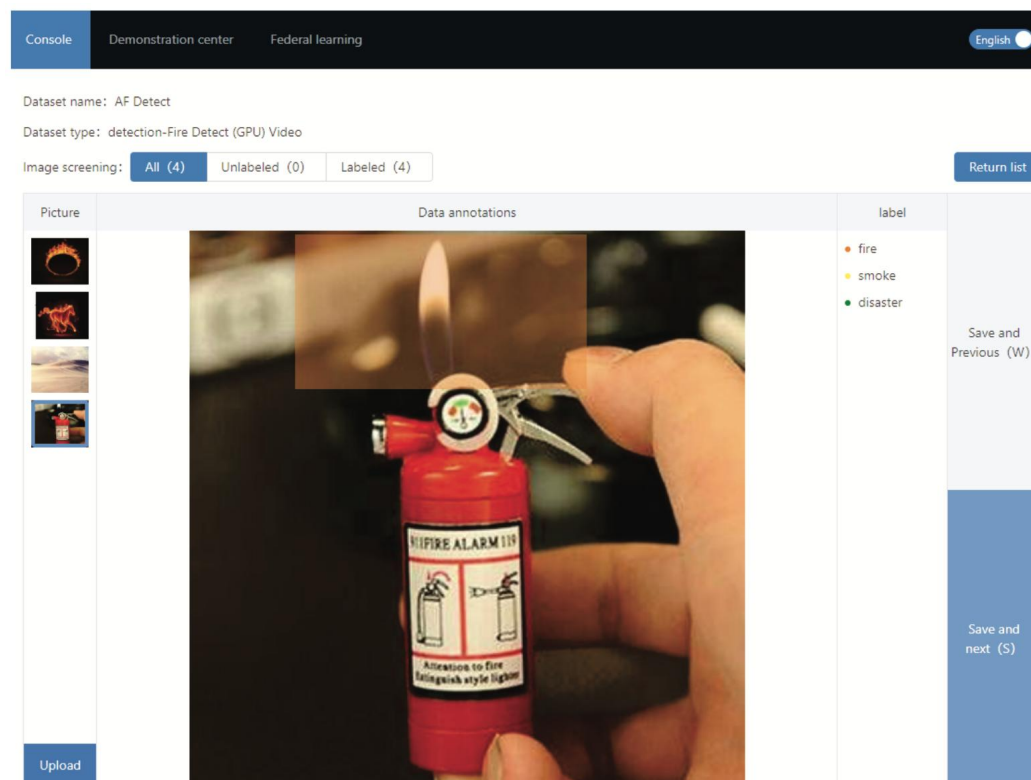 Console Demonstration center Federal learning English
Dataset name: AF Detect
Dataset type: detection-Fire Detect (GPU) Video
Image screening: All (4) Unlabeled (0) Labeled (4) Return list
Picture Data annotations label
fire
smoke
disaster
Save and
Previous (W)
911FIRE ALARM 119
Attention to fire
Extinguish style lighter
Save and
next (S)
Upload